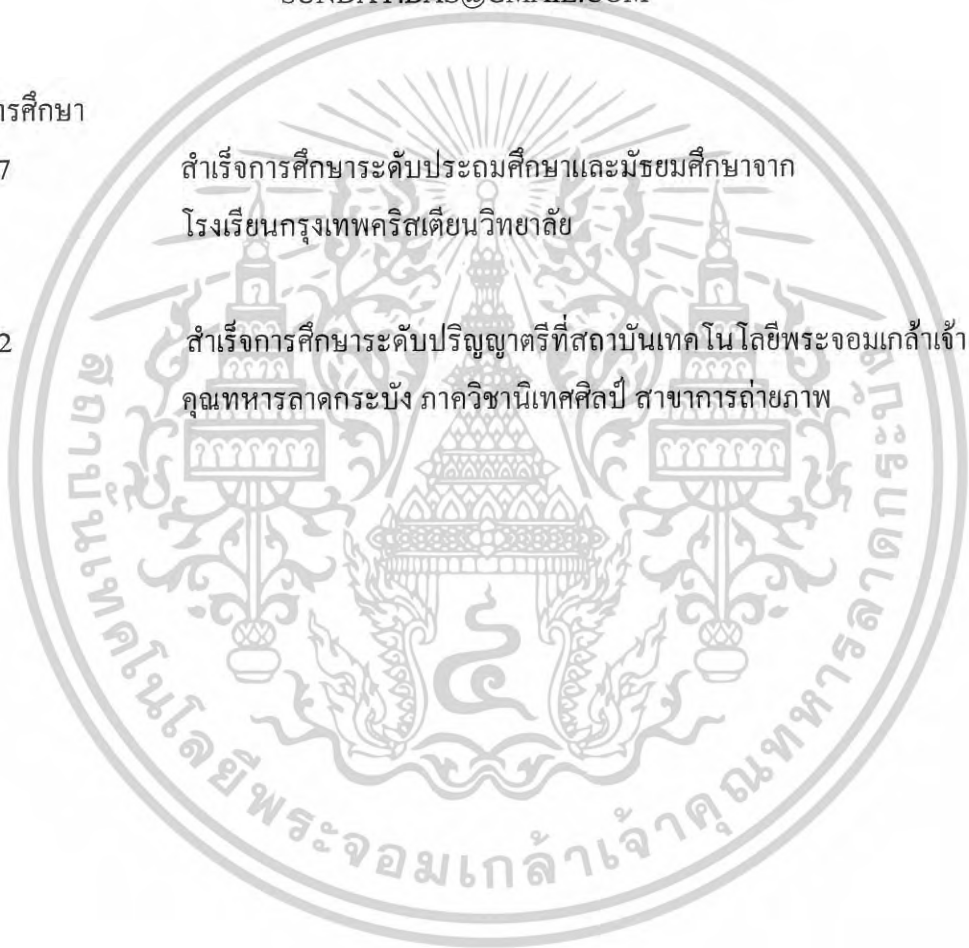 ารศึกษา
7
สำเร็จการศึกษาระดับประถมศึกษาและมัธยมศึกษาจาก
โรงเรียนกรุงเทพคริสเตียนวิทยาลัย
2
สำเร็จการศึกษาระดับปริญญาตรีที่สถาบันเทคโนโลยีพระจอมเกล้าเจ้า
คุณทหารลาดกระบัง ภาควิชานิเทศศิลป์ สาขาการถ่ายภาพ
สถาบันเทคโนโลยีพระจอมเกล้าเจ้าคุณทหารลาดกระบัง
๔